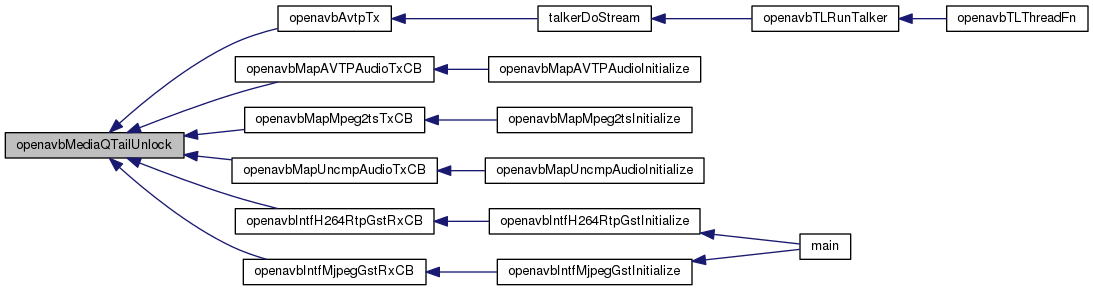 openavbAvtpTx
talkerDoStream
openavbTLRunTalker
openavbTLThreadFn
openavbMapAVTPAudioTxCB
openavbMapAVTPAudioInitialize
openavbMapMpeg2tsTxCB
openavbMapMpeg2tsInitialize
openavbMediaQTailUnlock
openavbMapUncmpAudioTxCB
openavbMapUncmpAudioInitialize
openavbIntfH264RtpGstRxCB
openavbIntfH264RtpGstInitialize
main
openavbIntfMjpegGstRxCB
openavbIntfMjpegGstInitialize